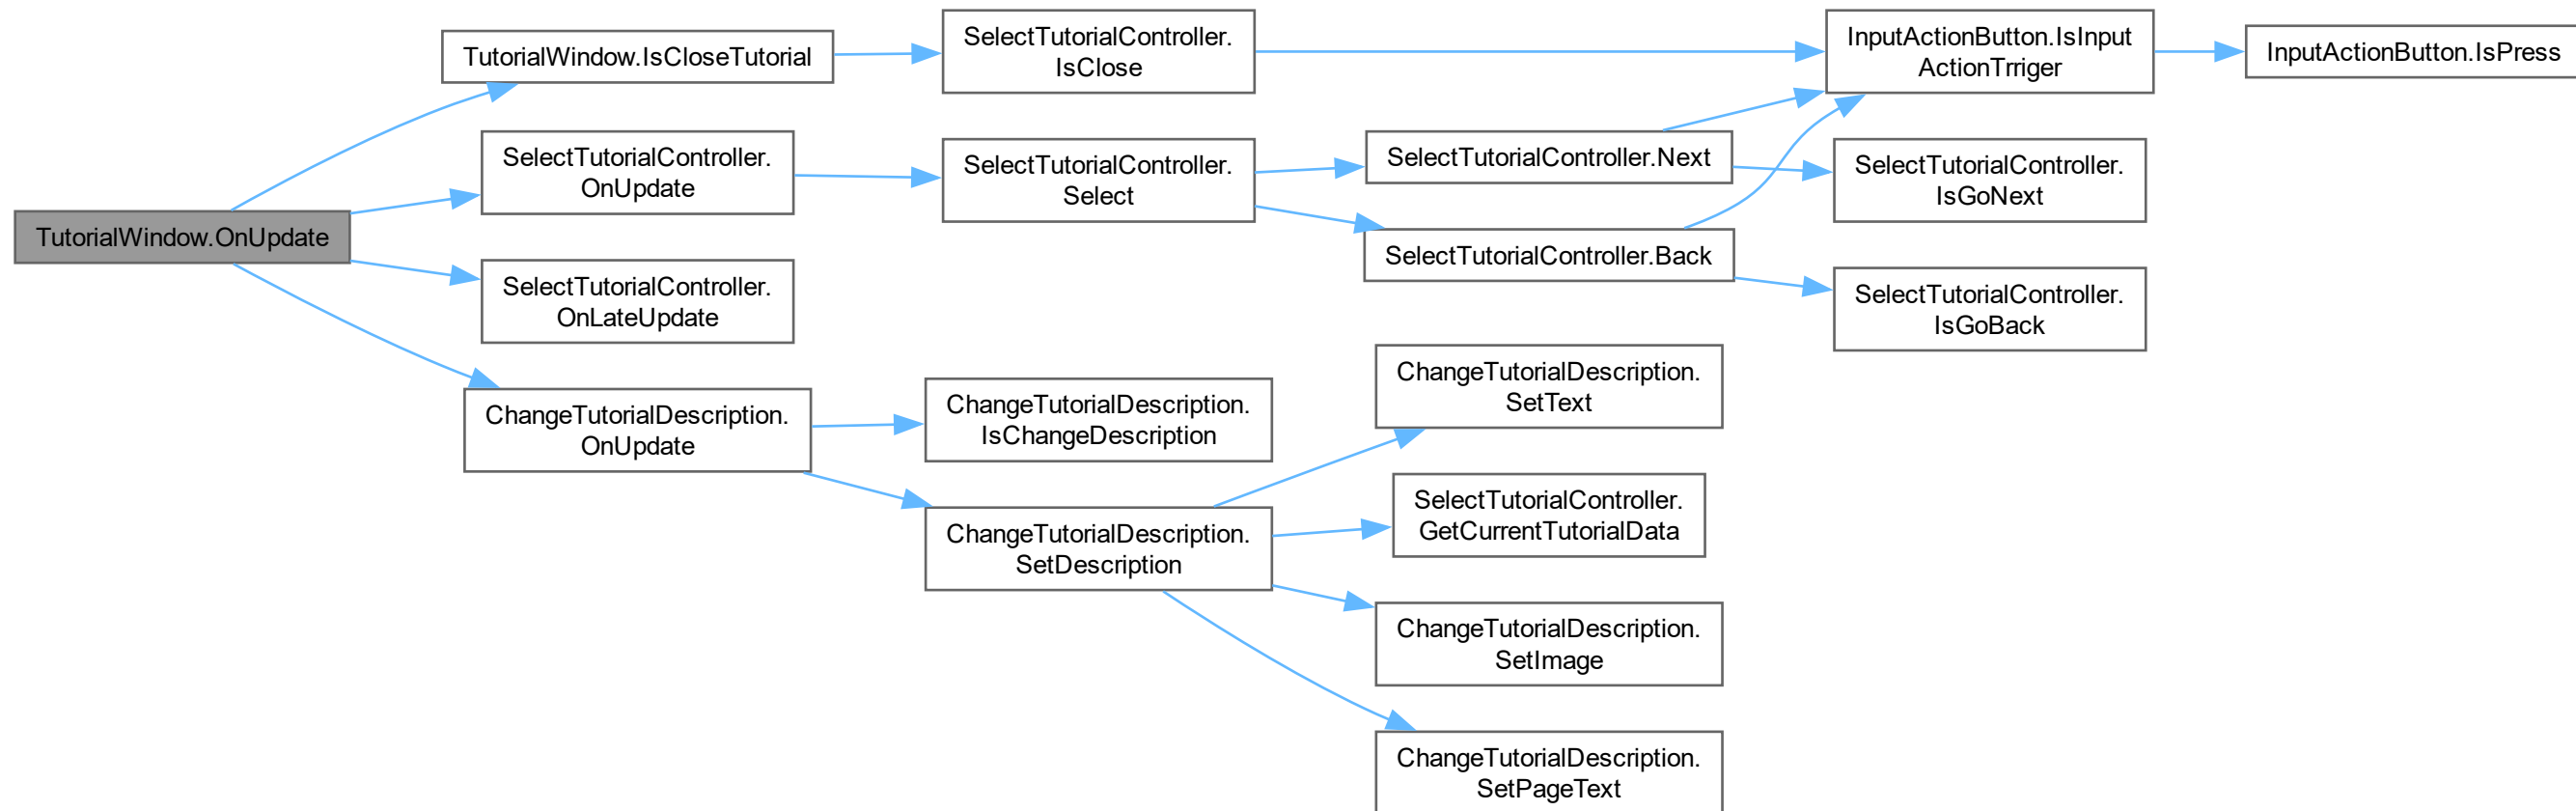 TutorialWindow.OnUpdate
TutorialWindow.IsCloseTutorial
SelectTutorialController.
OnUpdate
SelectTutorialController.
OnLateUpdate
ChangeTutorialDescription.
OnUpdate
SelectTutorialController.
IsClose
SelectTutorialController.
Select
ChangeTutorialDescription.
IsChangeDescription
ChangeTutorialDescription.
SetDescription
SelectTutorialController.Next
SelectTutorialController.Back
ChangeTutorialDescription.
SetText
SelectTutorialController.
GetCurrentTutorialData
ChangeTutorialDescription.
SetImage
ChangeTutorialDescription.
SetPageText
InputActionButton.IsInput
ActionTrriger
SelectTutorialController.
IsGoNext
SelectTutorialController.
IsGoBack
InputActionButton.IsPress